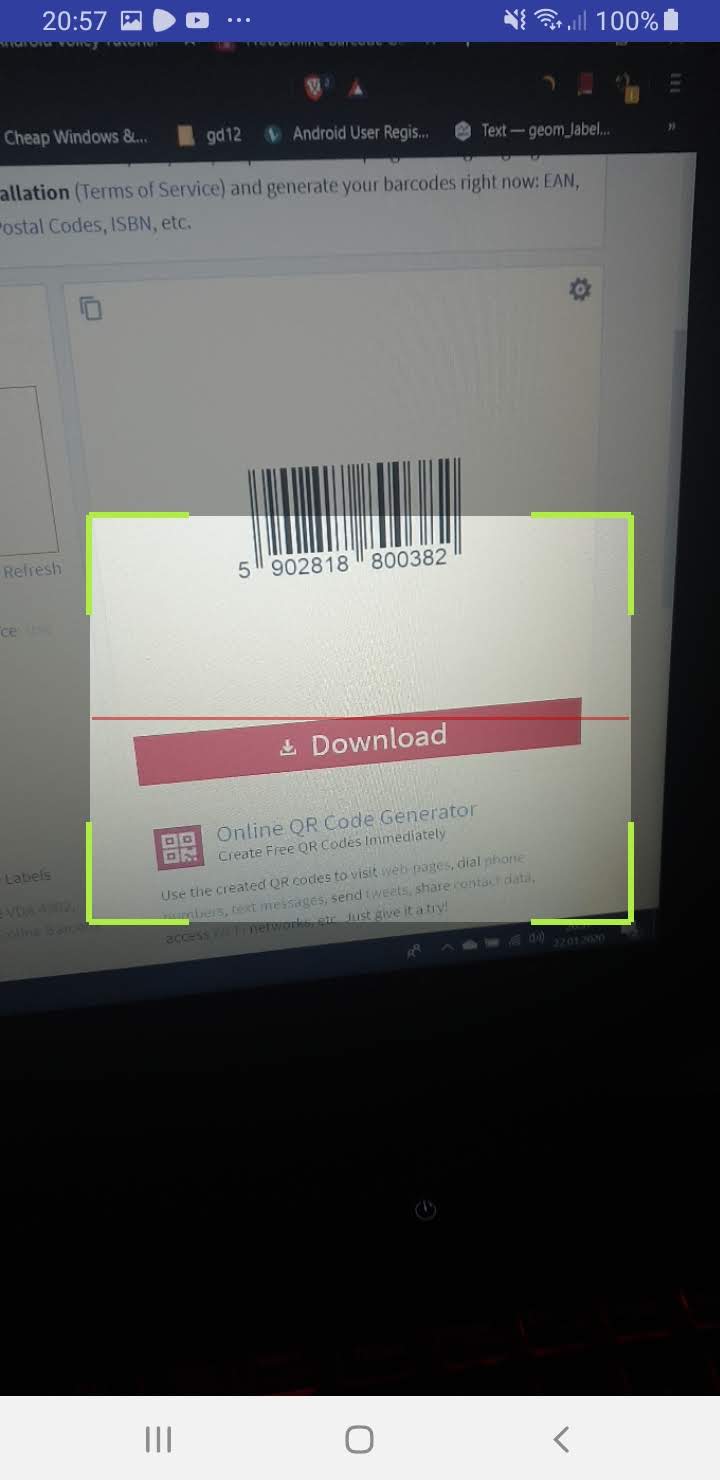 20:57 100%
Cheap Windows &... gd12 Android User Regis... Text — geom_label... »
allation (Terms of Service) and generate your barcodes right now: EAN,
Postal Codes, ISBN, etc.
Refresh
5 902818 800382
Download
Online QR Code Generator
Create Free QR Codes Immediately
Labels
Use the created QR codes to visit web pages, dial phone
numbers, text messages, send tweets, share contact data,
access networks, etc. Just give it a try!
22.01.2020